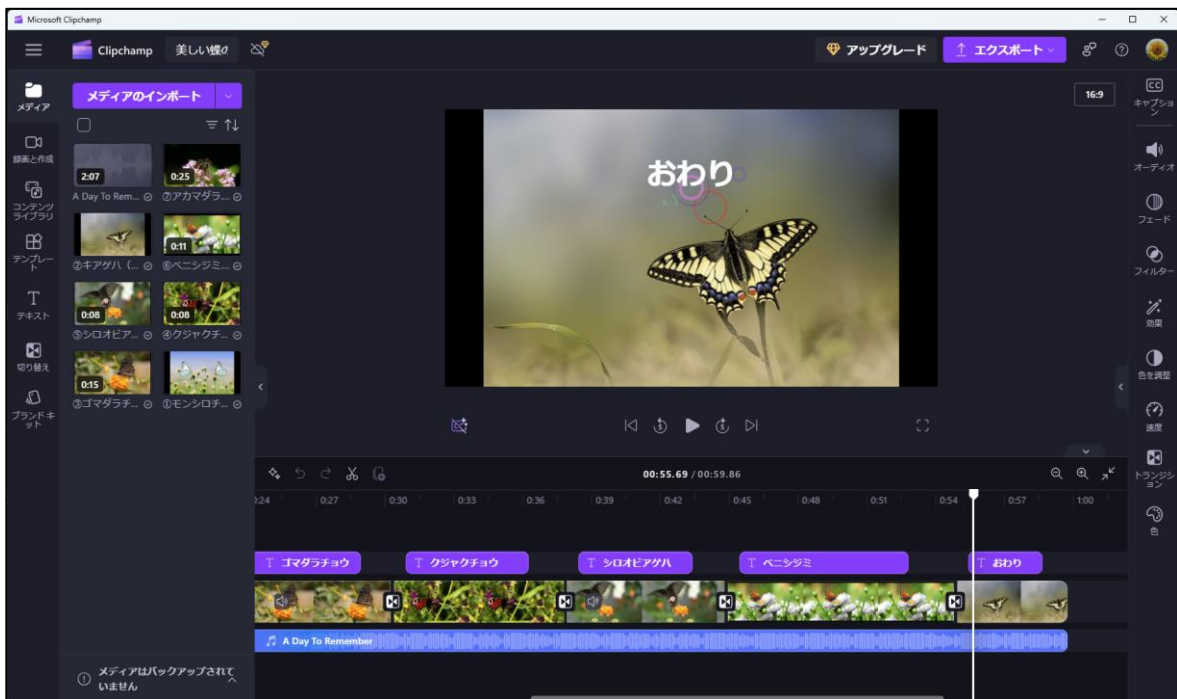 Microsoft Clipchamp
Clipchamp
美しい蝶の
アップグレード
エクスポート
メディア
録画と作成
コンテンツ
ライブラリ
テンプレー
ト
テキスト
切り替え
ブランド キ
ット
メディアのインポート
2:07
0:25
A Day To Rem...
②アカマダラ...
0:11
②キアゲハ (...
⑥ベニシジミ...
0:08
0:08
⑤シロオビア...
④クジャクチ...
0:15
③ゴマダラチ...
①モンシロチ...
メディアはバックアップされて
いません
16:9
おわり
5
5
00:55.69 / 00:59.86
0:24
0:27
0:30
0:33
0:36
0:39
0:42
0:45
0:48
0:51
0:54
0:57
1:00
T ゴマダラチョウ
T クジャクチョウ
T シロオビアゲハ
T ベニシジミ
T おわり
A Day To Remember
CC
キャプショ
ン
オーディオ
フェード
フィルター
効果
色を調整
速度
トランジシ
ョン
色